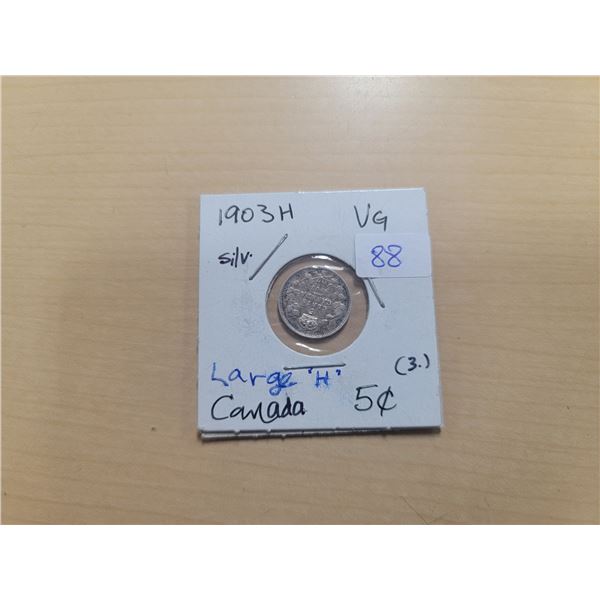 1903H VG
silv. 88
Large "H" (3.)
Canada 5¢